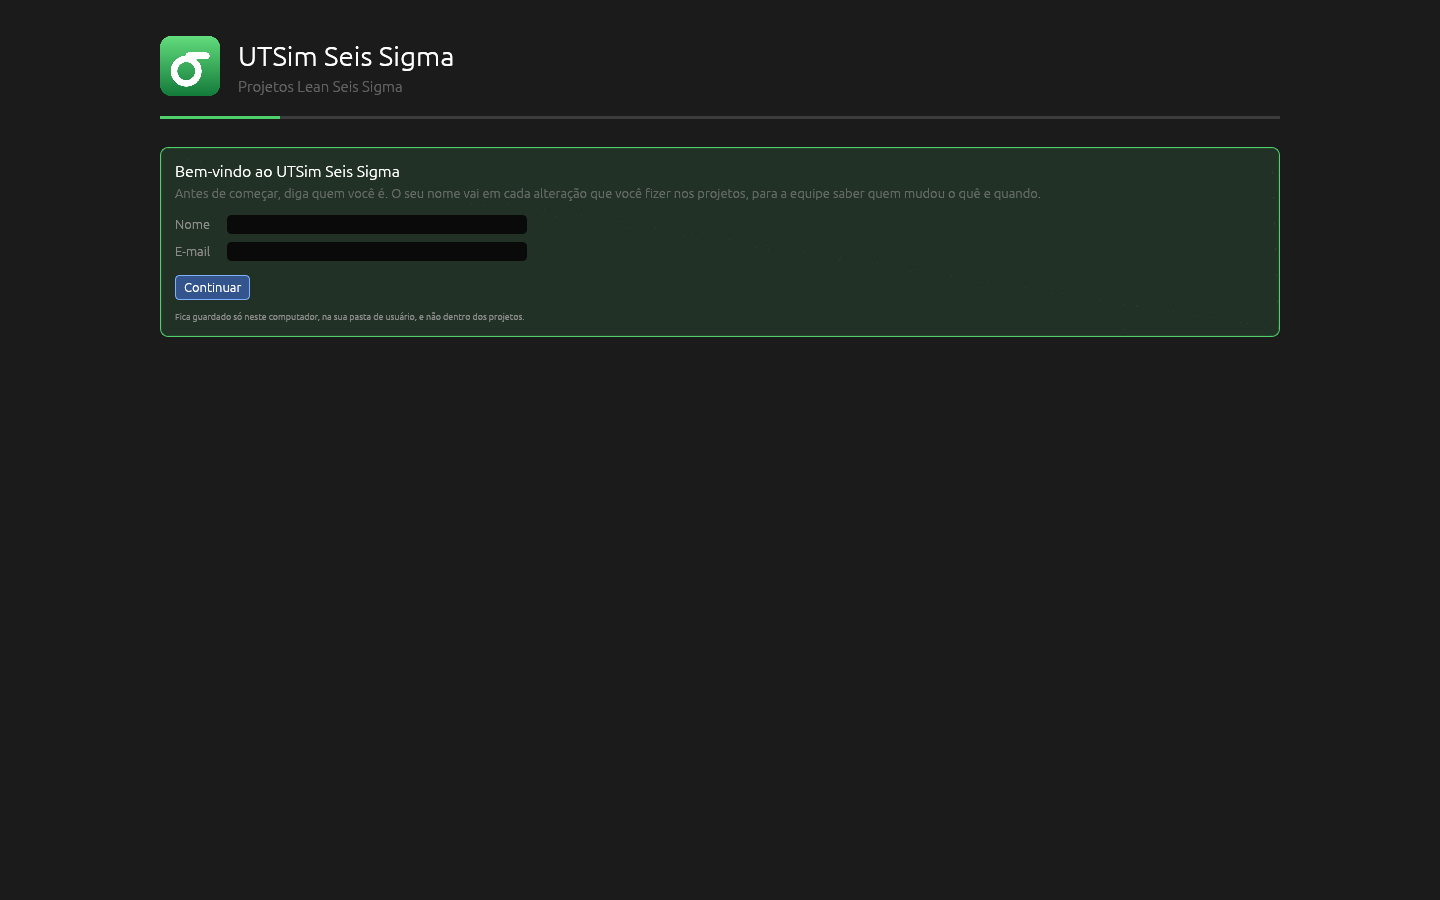 UTSim Seis Sigma
Projetos Lean Seis Sigma
Bem-vindo ao UTSim Seis Sigma
Antes de começar, diga quem você é. O seu nome vai em cada alteração que você fizer nos projetos, para a equipe saber quem mudou o quê e quando.
Nome
E-mail
Continuar
Fica guardado só neste computador, na sua pasta de usuário, e não dentro dos projetos.